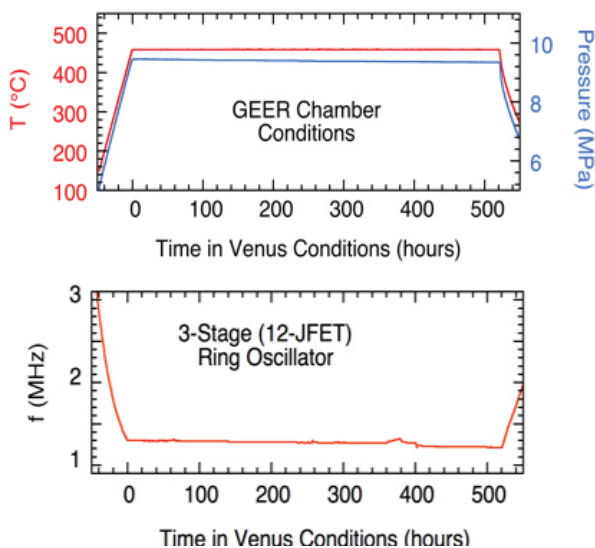 500
400
300
200
100
T (°C)
10
8
6
Pressure (MPa)
GEER Chamber
Conditions
0 100 200 300 400 500
Time in Venus Conditions (hours)
3
2
1
f (MHz)
3-Stage (12-JFET)
Ring Oscillator
0 100 200 300 400 500
Time in Venus Conditions (hours)